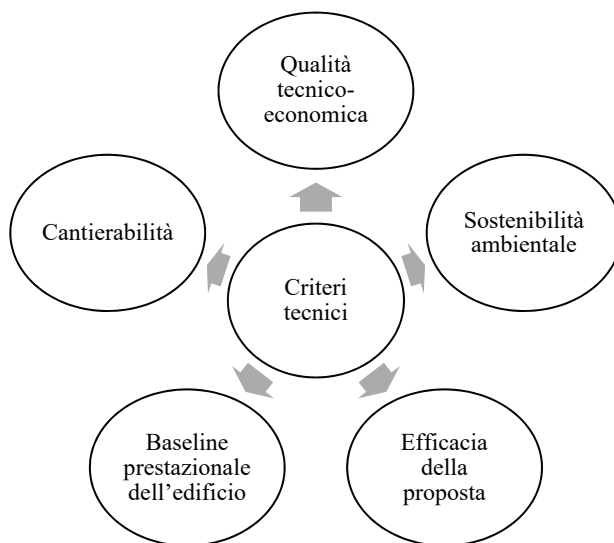 Qualità
tecnico-
economica
Cantierabilità
Sostenibilità
ambientale
Criteri
tecnici
Baseline
prestazionale
dell’edificio
Efficacia
della
proposta